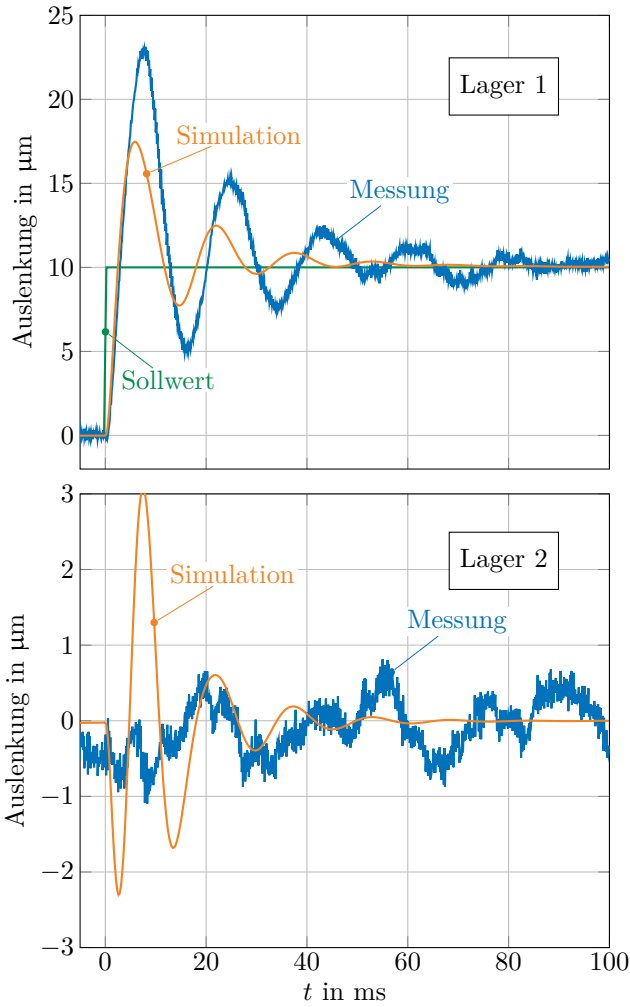 25
20
15
10
5
0
Auslenkung in µm
Lager 1
Simulation
Messung
Sollwert
3
2
1
0
−1
−2
−3
Auslenkung in µm
Lager 2
Simulation
Messung
0
20
40
60
80
100
t in ms